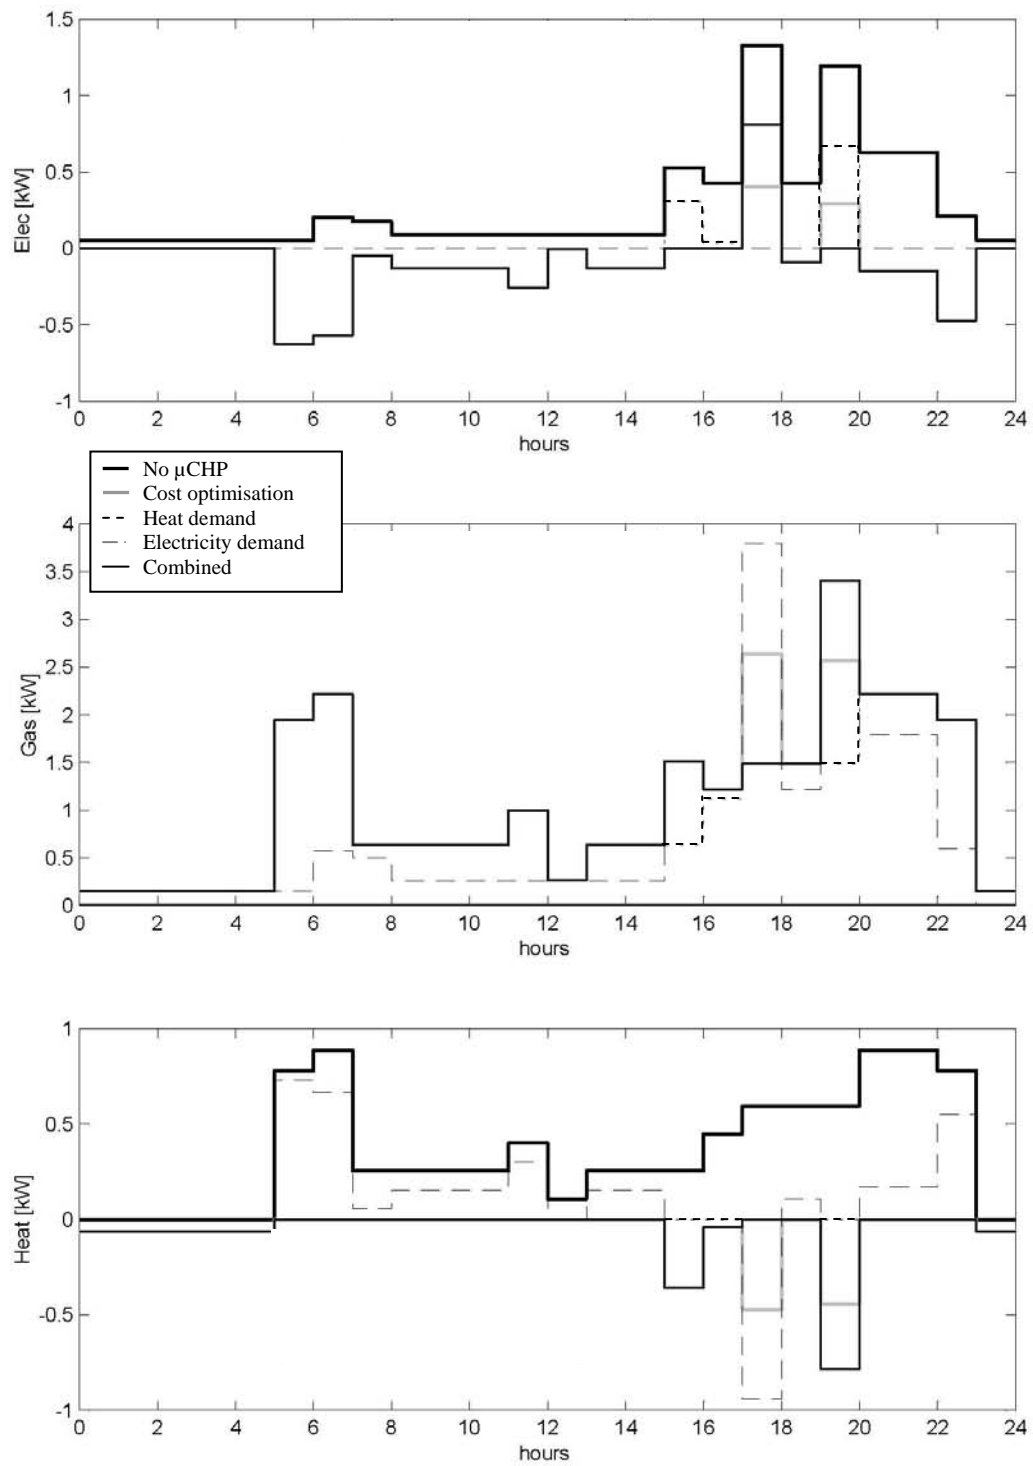 1.5
1
0.5
0
-0.5
-1
Elec [kW]
0 2 4 6 8 10 12 14 16 18 20 22 24
hours
No µCHP
Cost optimisation
Heat demand
Electricity demand
Combined
4
3.5
3
2.5
2
1.5
1
0.5
0
Gas [kW]
0 2 4 6 8 10 12 14 16 18 20 22 24
hours
1
0.5
0
-0.5
-1
Heat [kW]
0 2 4 6 8 10 12 14 16 18 20 22 24
hours